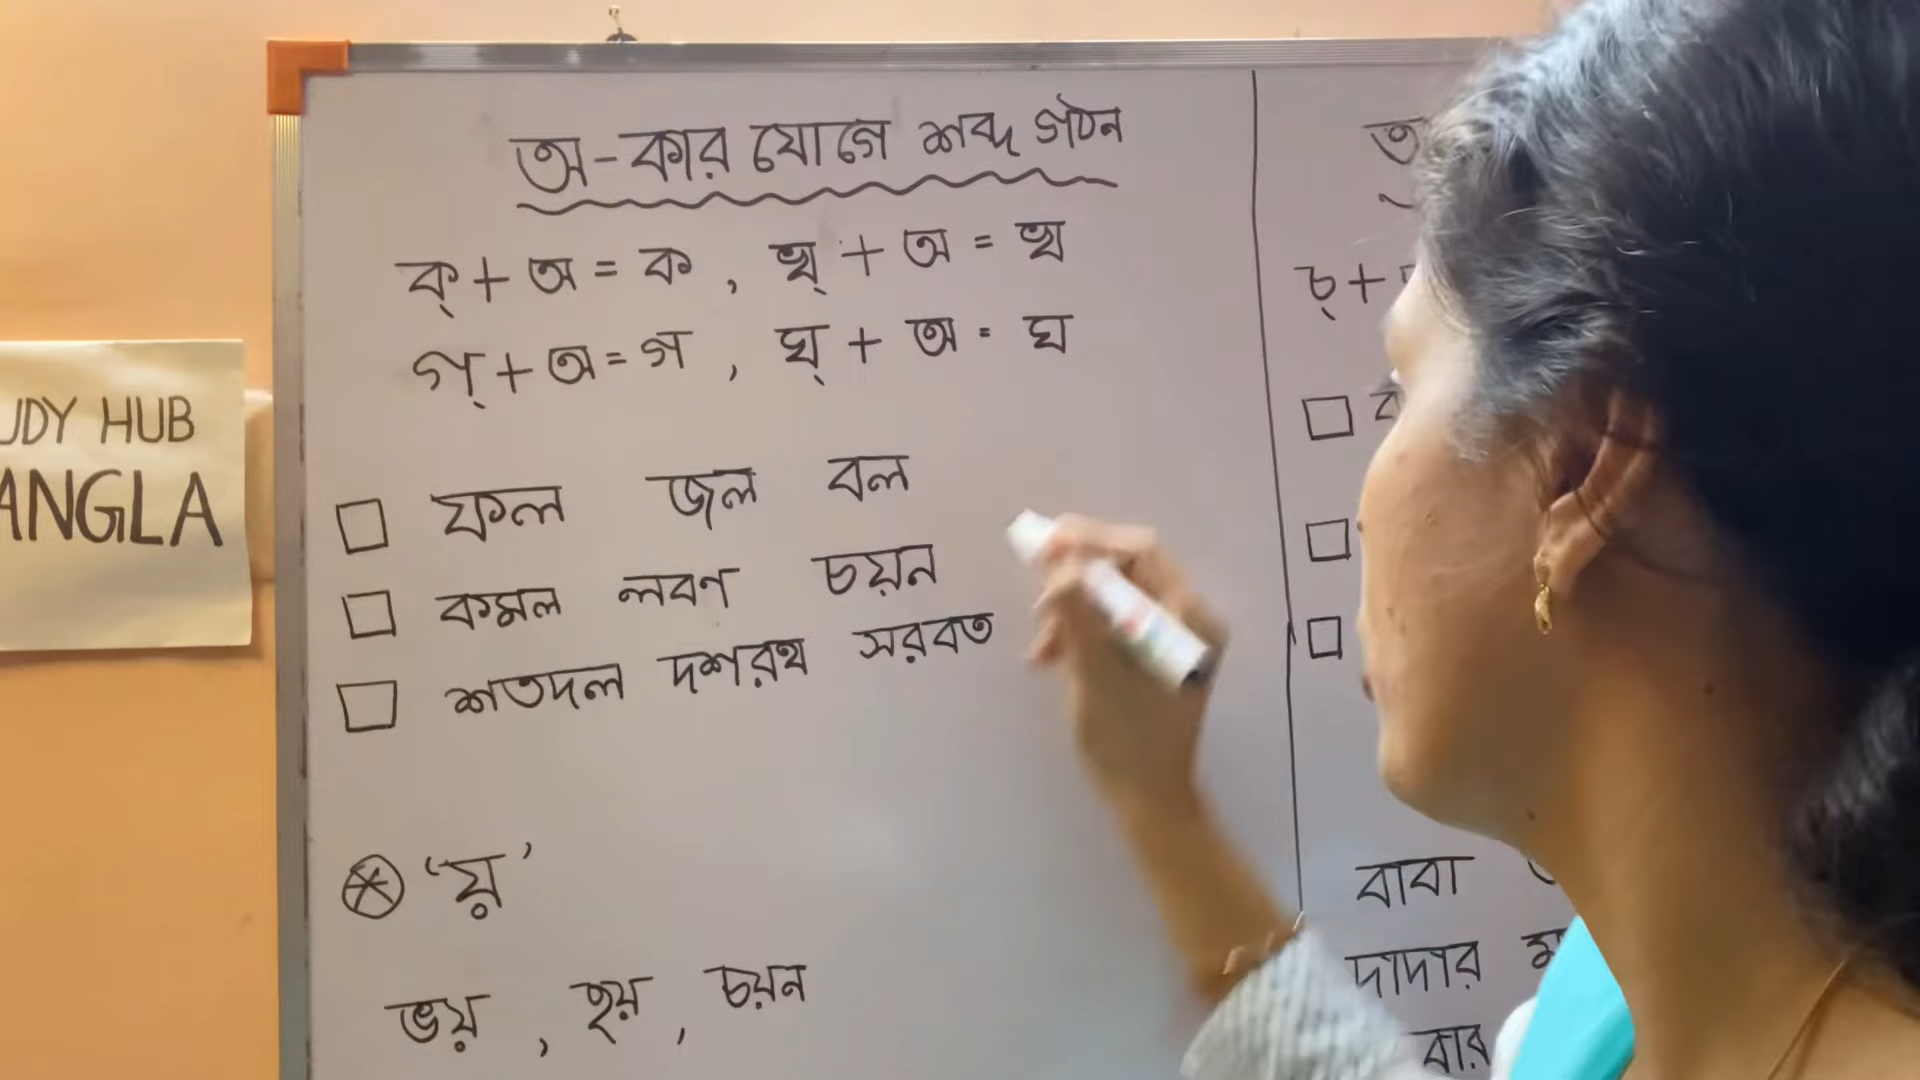 অ-কার যোগে শব্দ গঠন
ক্ + অ = ক , খ্ + অ = খ
গ্ + অ = গ , ঘ্ + অ = ঘ
ফল জল বল
কমল লবণ চয়ন
শতদল দশরথ সরবত
‘য়’
ভয় , হয় , চয়ন
চ্ +
বাবা
দাদার
কার
UDY HUB
ANGLA